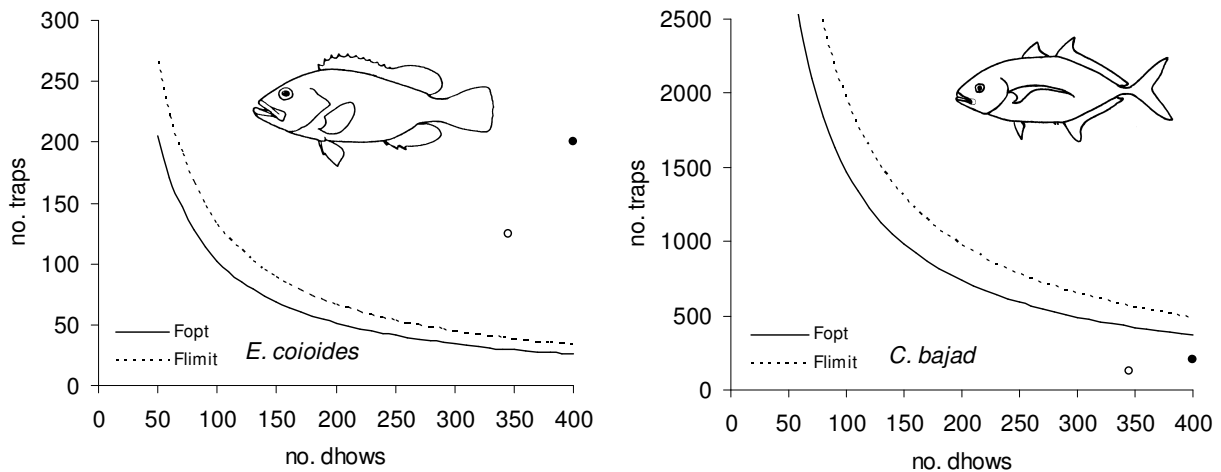 300
250
200
150
100
50
0
no. traps
Fopt
Flimit
E. coioides
0 50 100 150 200 250 300 350 400
no. dhows
2500
2000
1500
1000
500
0
no. traps
Fopt
Flimit
C. bajad
0 50 100 150 200 250 300 350 400
no. dhows